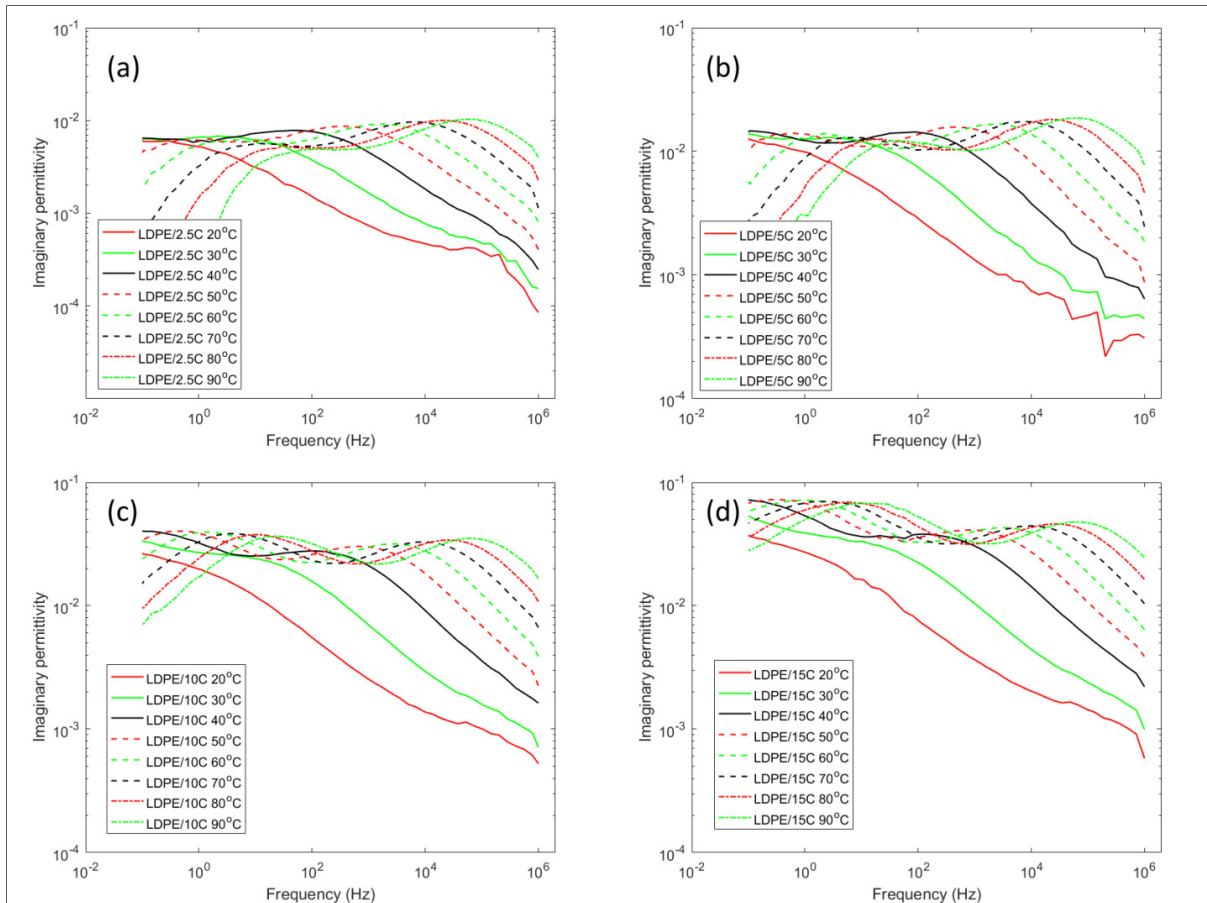 (a)
Imaginary permittivity
10^-1
10^-2
10^-3
10^-4
LDPE/2.5C 20°C
LDPE/2.5C 30°C
LDPE/2.5C 40°C
LDPE/2.5C 50°C
LDPE/2.5C 60°C
LDPE/2.5C 70°C
LDPE/2.5C 80°C
LDPE/2.5C 90°C
10^-2 10^0 10^2 10^4 10^6
Frequency (Hz)
(b)
Imaginary permittivity
10^-1
10^-2
10^-3
10^-4
LDPE/5C 20°C
LDPE/5C 30°C
LDPE/5C 40°C
LDPE/5C 50°C
LDPE/5C 60°C
LDPE/5C 70°C
LDPE/5C 80°C
LDPE/5C 90°C
10^-2 10^0 10^2 10^4 10^6
Frequency (Hz)
(c)
Imaginary permittivity
10^-1
10^-2
10^-3
10^-4
LDPE/10C 20°C
LDPE/10C 30°C
LDPE/10C 40°C
LDPE/10C 50°C
LDPE/10C 60°C
LDPE/10C 70°C
LDPE/10C 80°C
LDPE/10C 90°C
10^-2 10^0 10^2 10^4 10^6
Frequency (Hz)
(d)
Imaginary permittivity
10^-1
10^-2
10^-3
10^-4
LDPE/15C 20°C
LDPE/15C 30°C
LDPE/15C 40°C
LDPE/15C 50°C
LDPE/15C 60°C
LDPE/15C 70°C
LDPE/15C 80°C
LDPE/15C 90°C
10^-2 10^0 10^2 10^4 10^6
Frequency (Hz)